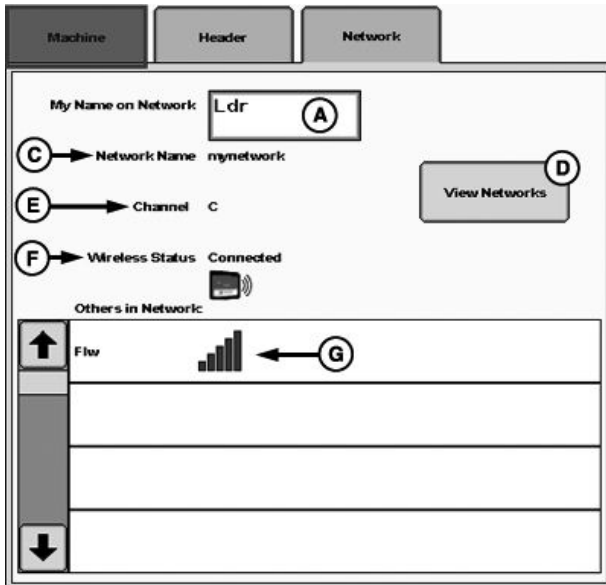 Machine Header Network
My Name on Network Ldr A
C Network Name mynetwork
D
View Networks
E Channel C
F Wireless Status Connected
Others in Network:
Flw G